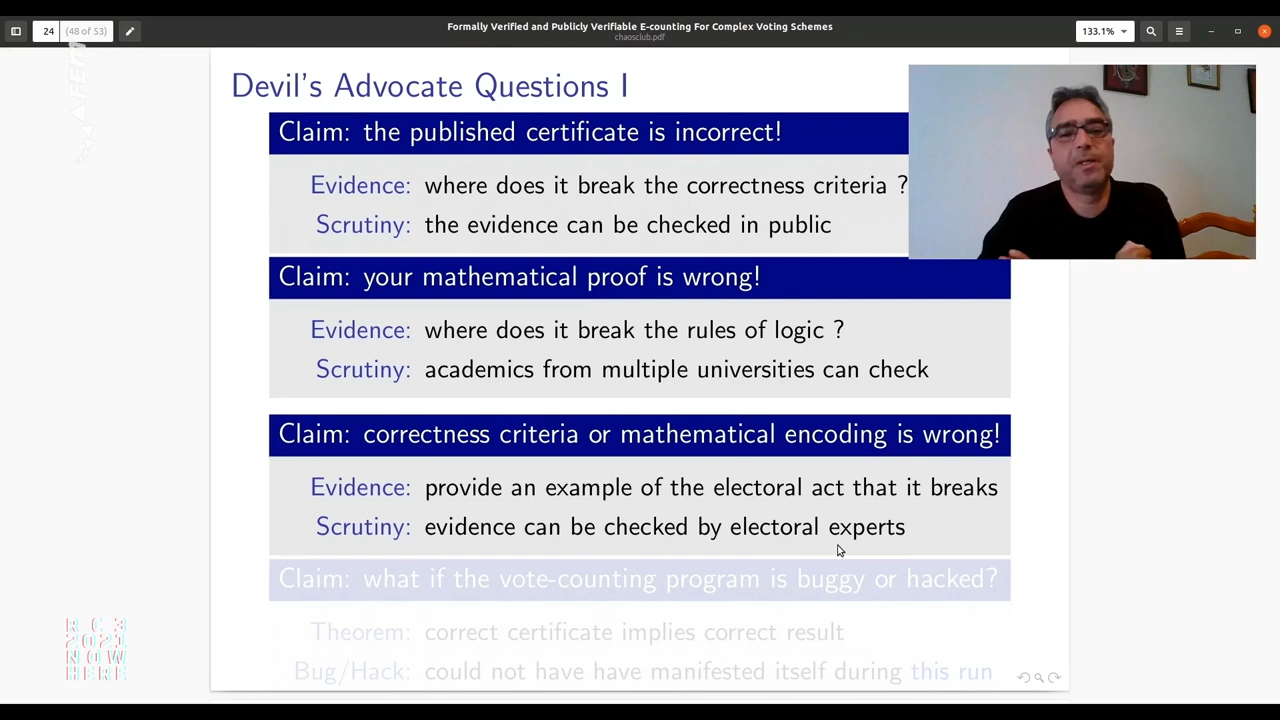 24
(48 of 53)
Formally Verified and Publicly Verifiable E-counting For Complex Voting Schemes
chaosclub.pdf
133.1%
Devil's Advocate Questions I
Claim: the published certificate is incorrect!
Evidence: where does it break the correctness criteria ?
Scrutiny: the evidence can be checked in public
Claim: your mathematical proof is wrong!
Evidence: where does it break the rules of logic ?
Scrutiny: academics from multiple universities can check
Claim: correctness criteria or mathematical encoding is wrong!
Evidence: provide an example of the electoral act that it breaks
Scrutiny: evidence can be checked by electoral experts
Claim: what if the vote-counting program is buggy or hacked?
Theorem: correct certificate implies correct result
Bug/Hack: could not have have manifested itself during this run
R C 3
2021
NOW
HERE